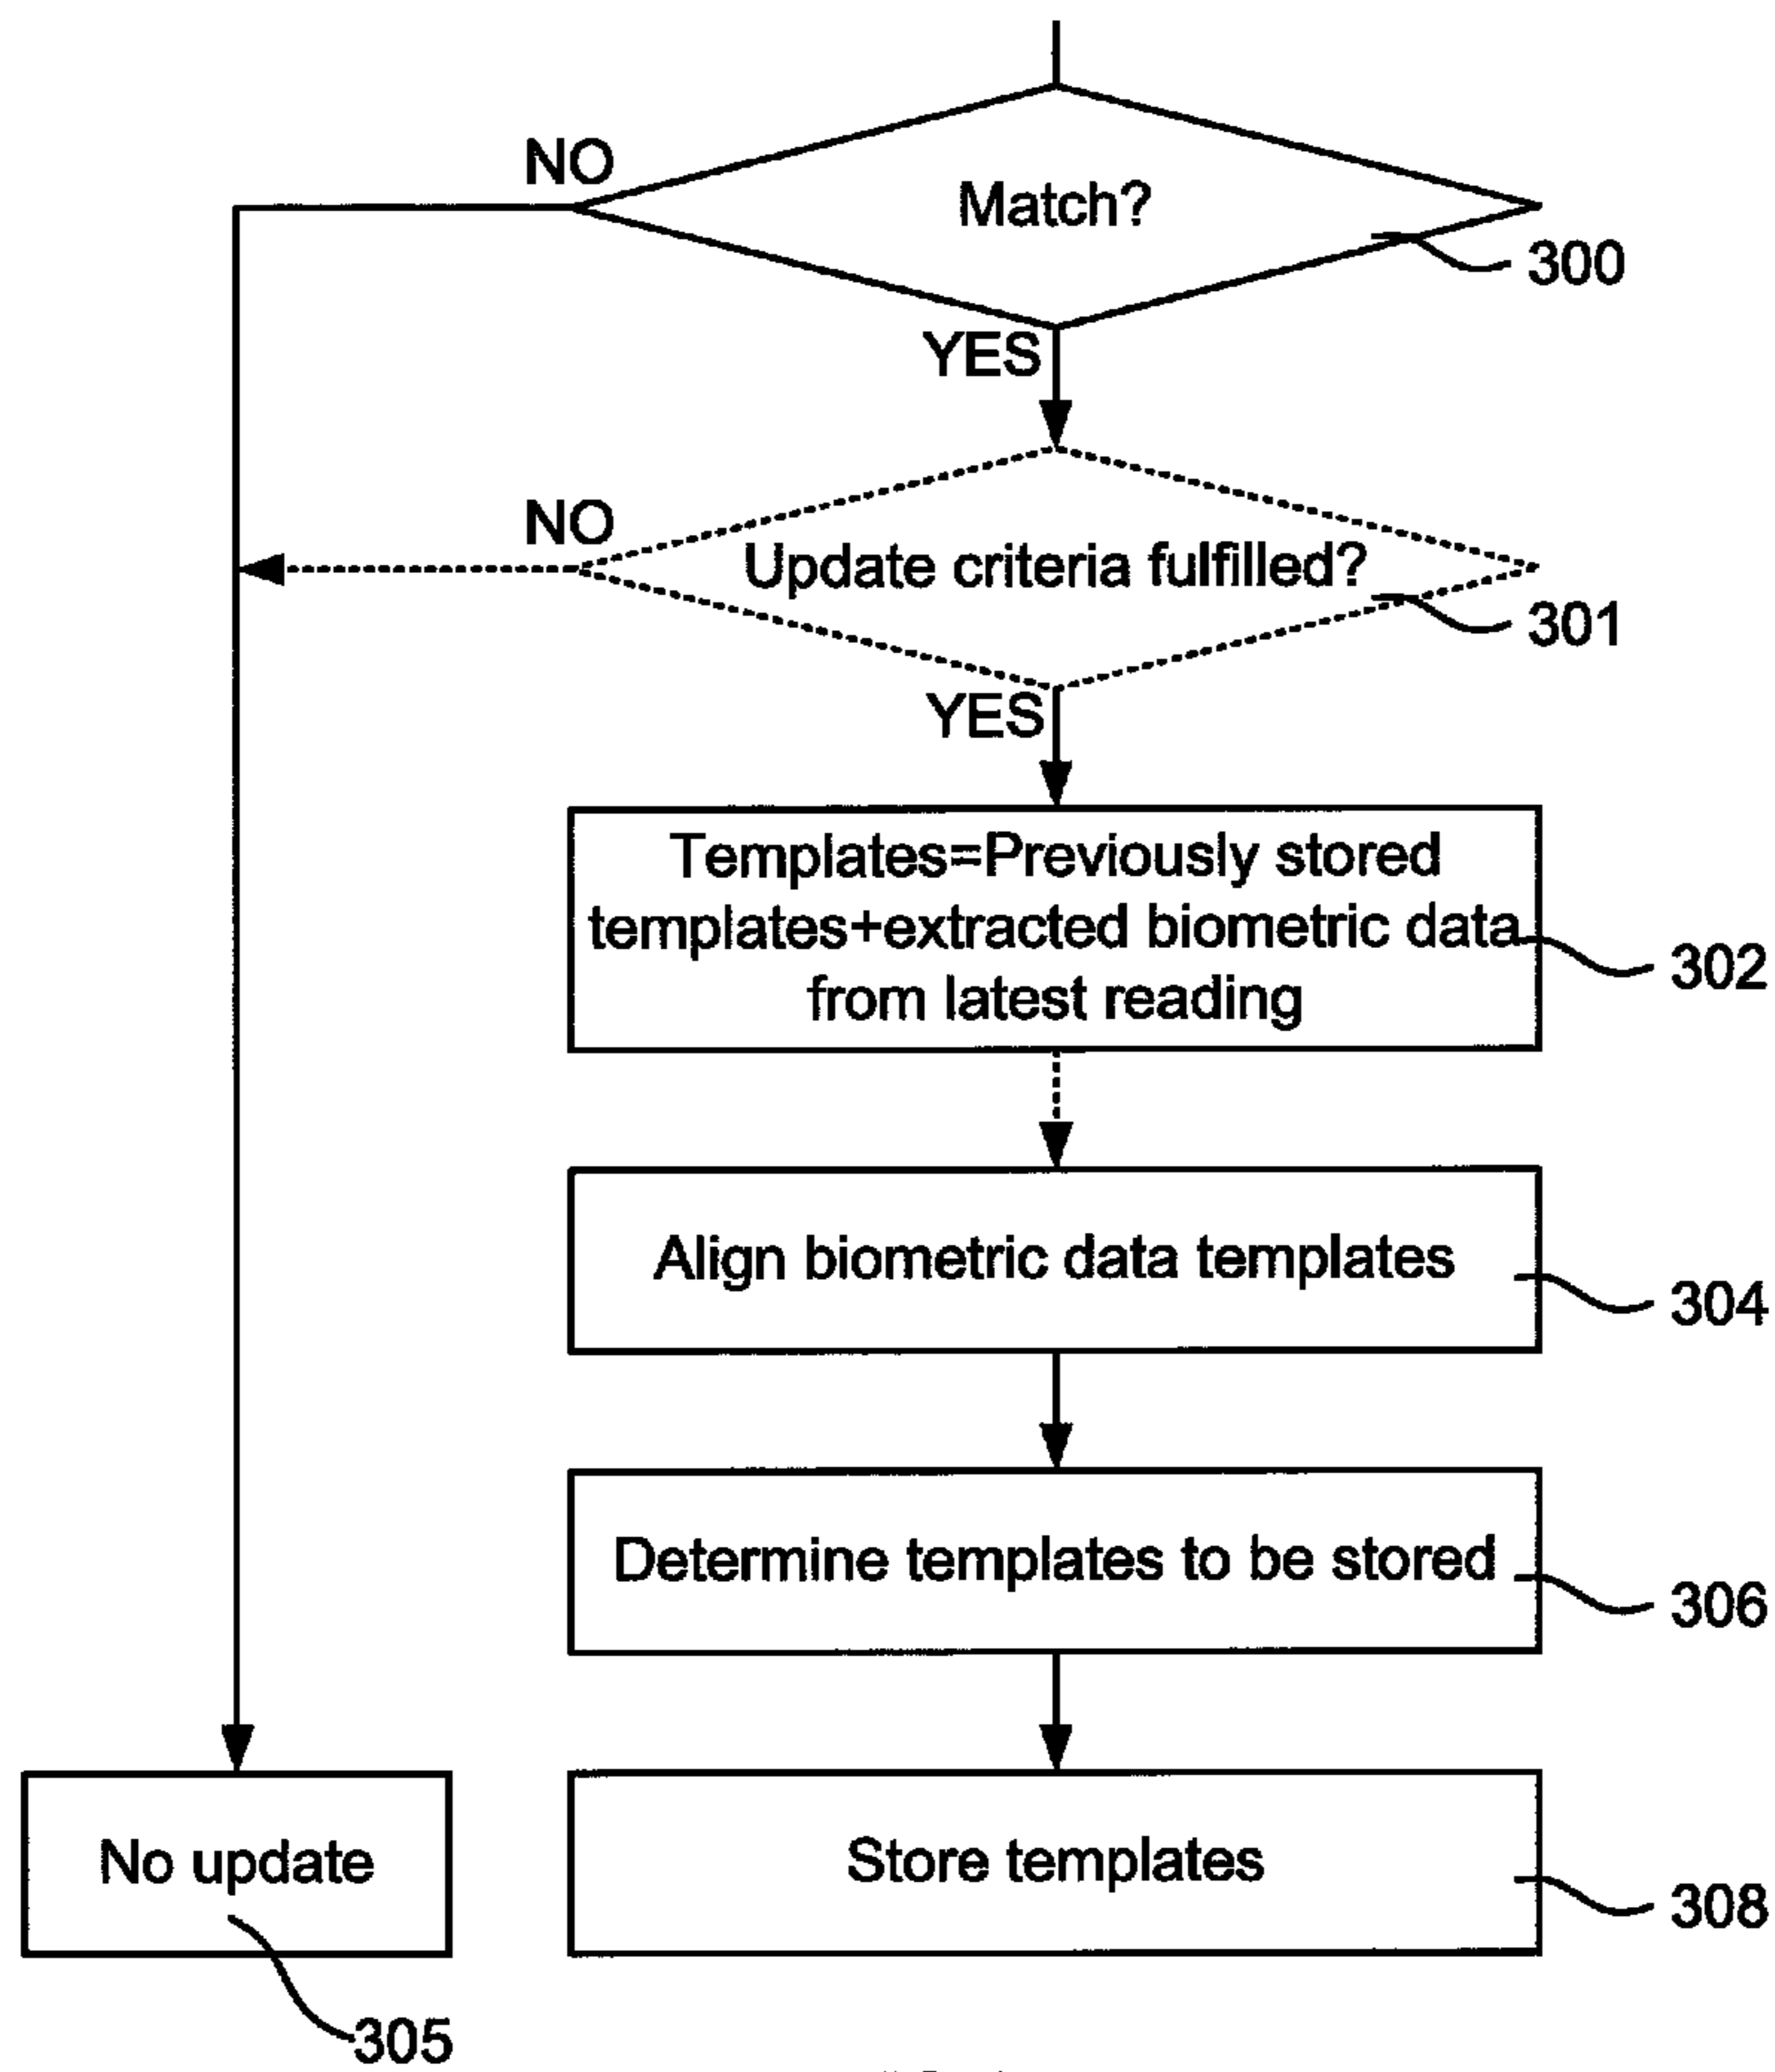 NO
Match?
300
YES
NO
Update criteria fulfilled?
301
YES
Templates=Previously stored
templates+extracted biometric data
from latest reading
302
Align biometric data templates
304
Determine templates to be stored
306
No update
Store templates
308
305